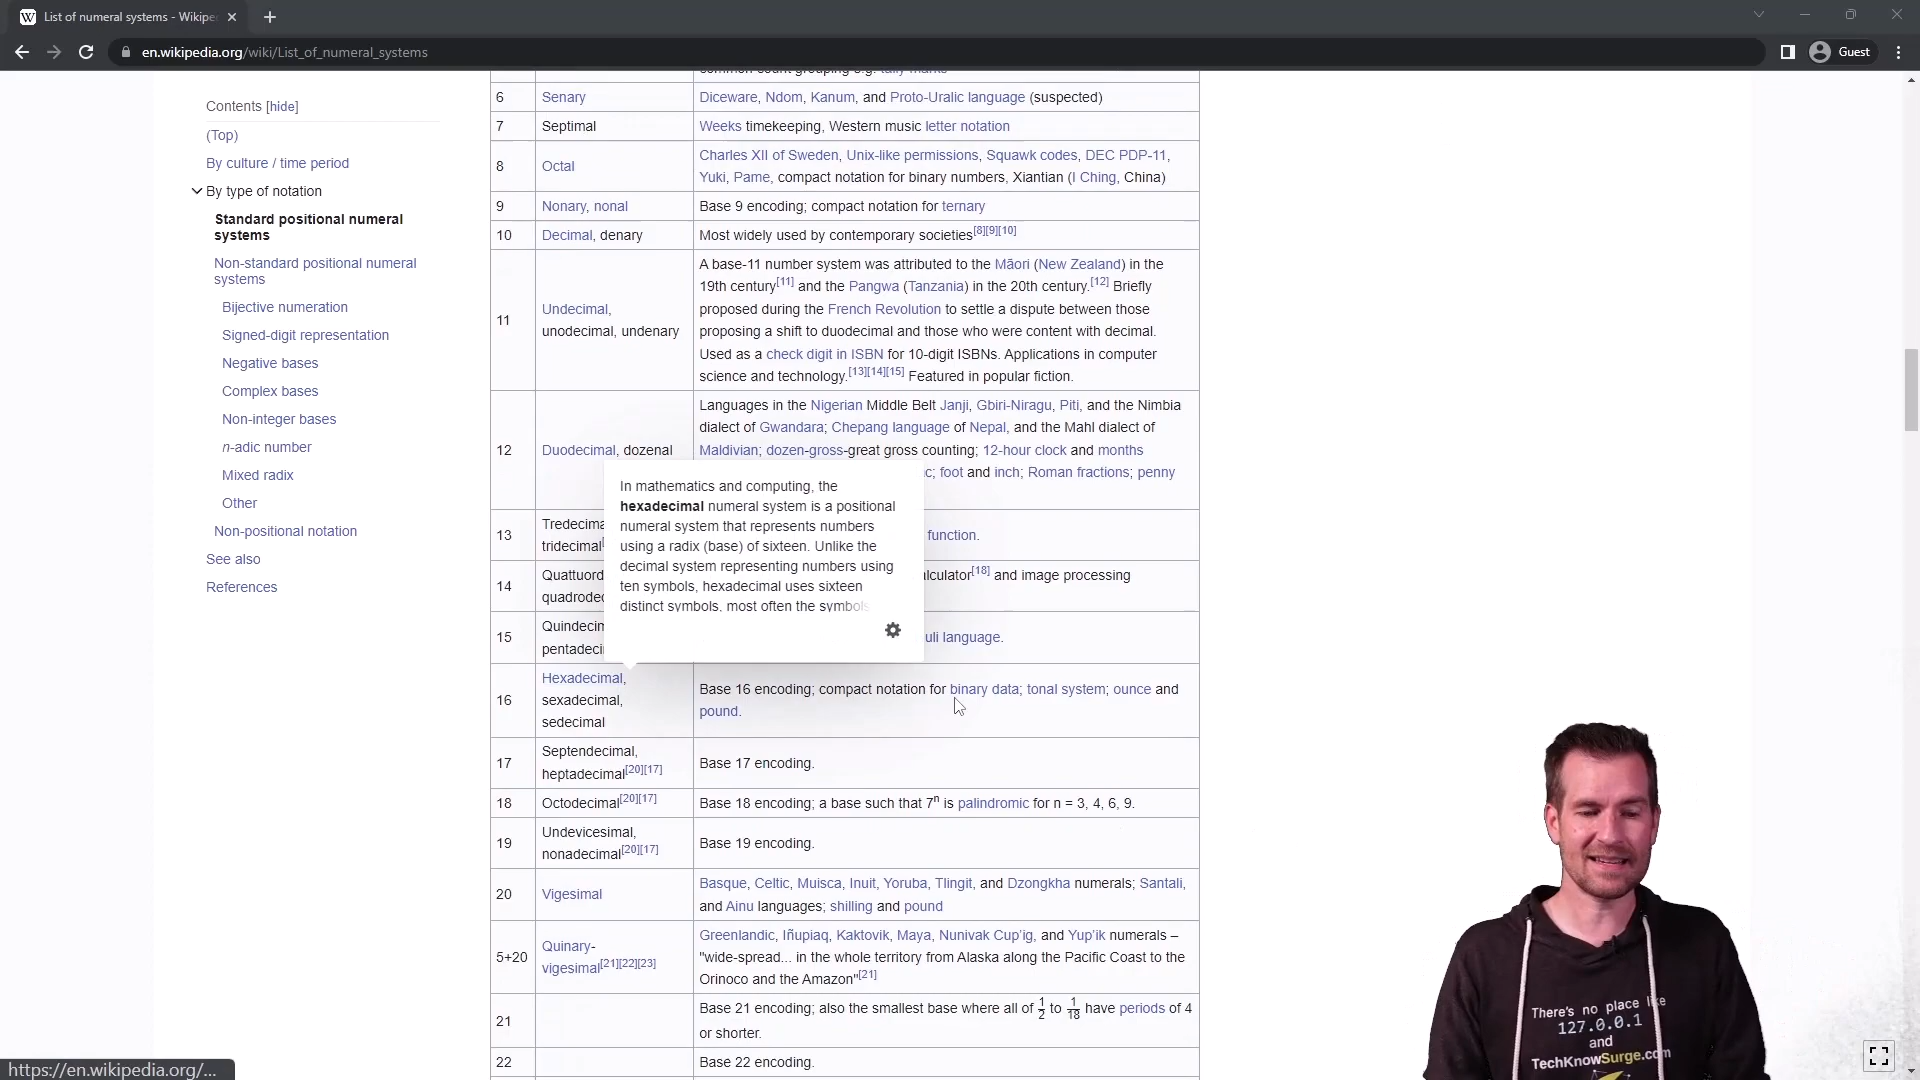 List of numeral systems - Wikipe
en.wikipedia.org/wiki/List_of_numeral_systems
Guest
Contents [hide]
(Top)
By culture / time period
By type of notation
Standard positional numeral
systems
Non-standard positional numeral
systems
Bijective numeration
Signed-digit representation
Negative bases
Complex bases
Non-integer bases
n-adic number
Mixed radix
Other
Non-positional notation
See also
References
6 Senary Diceware, Ndom, Kanum, and Proto-Uralic language (suspected)
7 Septimal Weeks timekeeping, Western music letter notation
8 Octal Charles XII of Sweden, Unix-like permissions, Squawk codes, DEC PDP-11,
Yuki, Pame, compact notation for binary numbers, Xiantian (I Ching, China)
9 Nonary, nonal Base 9 encoding; compact notation for ternary
10 Decimal, denary Most widely used by contemporary societies[8][9][10]
11 Undecimal,
unodecimal, undenary
A base-11 number system was attributed to the Māori (New Zealand) in the
19th century[11] and the Pangwa (Tanzania) in the 20th century.[12] Briefly
proposed during the French Revolution to settle a dispute between those
proposing a shift to duodecimal and those who were content with decimal.
Used as a check digit in ISBN for 10-digit ISBNs. Applications in computer
science and technology.[13][14][15] Featured in popular fiction.
12 Duodecimal, dozenal
Languages in the Nigerian Middle Belt Janji, Gbiri-Niragu, Piti, and the Nimbia
dialect of Gwandara; Chepang language of Nepal, and the Mahl dialect of
Maldivian; dozen-gross-great gross counting; 12-hour clock and months
c; foot and inch; Roman fractions; penny
In mathematics and computing, the
hexadecimal numeral system is a positional
numeral system that represents numbers
using a radix (base) of sixteen. Unlike the
decimal system representing numbers using
ten symbols, hexadecimal uses sixteen
distinct symbols, most often the symbols
13 Tredecima
tridecimal[
function.
14 Quattuord
quadrodec
alculator[18] and image processing
15 Quindecim
pentadeci
uli language.
16 Hexadecimal,
sexadecimal,
sedecimal
Base 16 encoding; compact notation for binary data; tonal system; ounce and
pound.
17 Septendecimal,
heptadecimal[20][17]
Base 17 encoding.
18 Octodecimal[20][17] Base 18 encoding; a base such that 7n is palindromic for n = 3, 4, 6, 9.
19 Undevicesimal,
nonadecimal[20][17]
Base 19 encoding.
20 Vigesimal
Basque, Celtic, Muisca, Inuit, Yoruba, Tlingit, and Dzongkha numerals; Santali,
and Ainu languages; shilling and pound
5+20 Quinary-
vigesimal[21][22][23]
Greenlandic, Iñupiaq, Kaktovik, Maya, Nunivak Cup'ig, and Yup'ik numerals –
"wide-spread... in the whole territory from Alaska along the Pacific Coast to the
Orinoco and the Amazon"[21]
21 Base 21 encoding; also the smallest base where all of 1/2 to 1/18 have periods of 4
or shorter.
22 Base 22 encoding.
https://en.wikipedia.org/...
There's no place like
127.0.0.1
and
TechKnowSurge.com